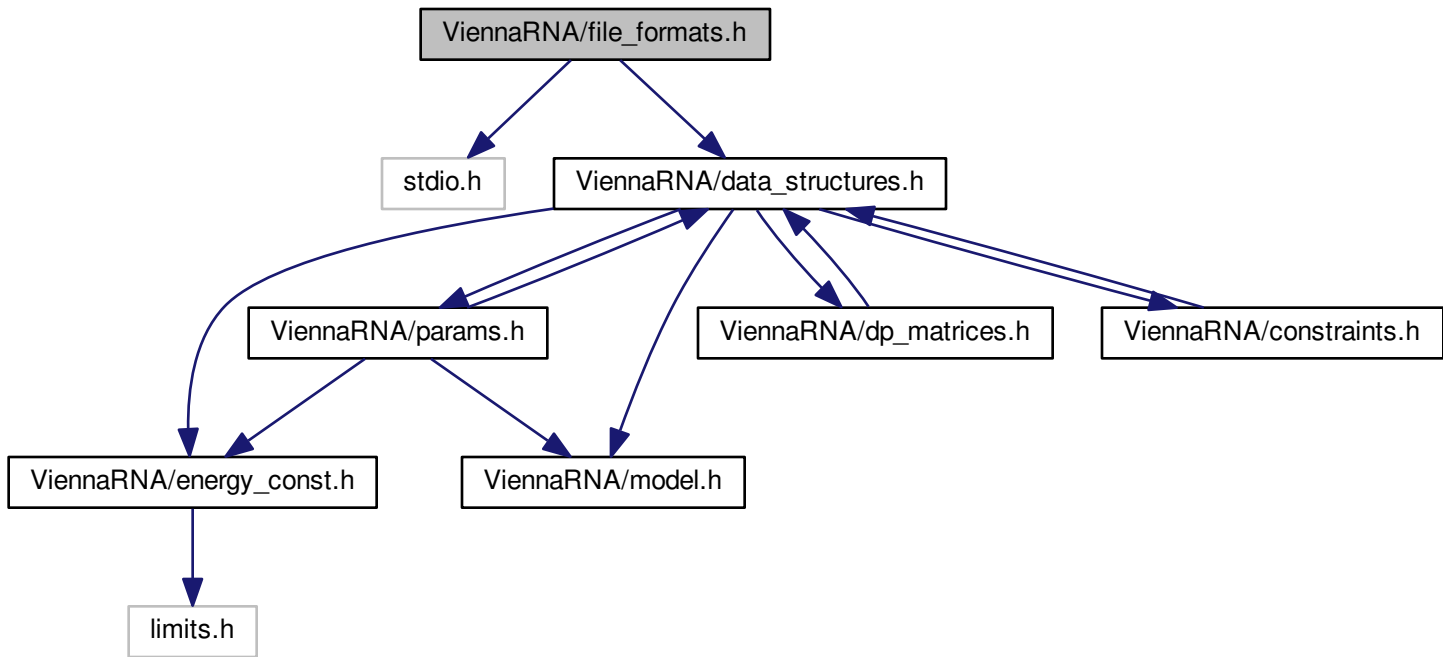 ViennaRNA/file_formats.h
stdio.h
ViennaRNA/data_structures.h
ViennaRNA/params.h
ViennaRNA/dp_matrices.h
ViennaRNA/constraints.h
ViennaRNA/energy_const.h
ViennaRNA/model.h
limits.h